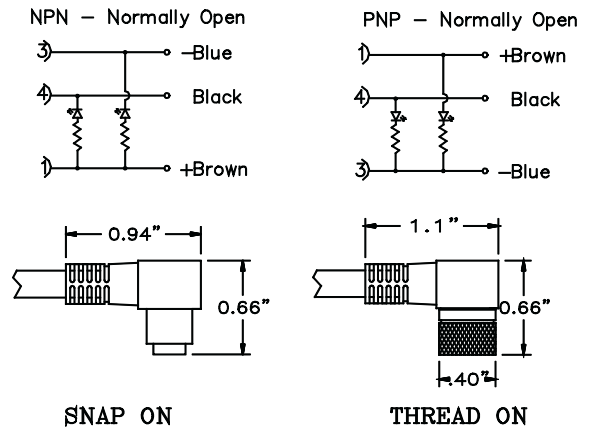 NPN - Normally Open
3 -Blue
4 Black
1 +Brown
PNP - Normally Open
1 +Brown
4 Black
3 -Blue
0.94"
0.66"
SNAP ON
1.1"
0.66"
.40"
THREAD ON